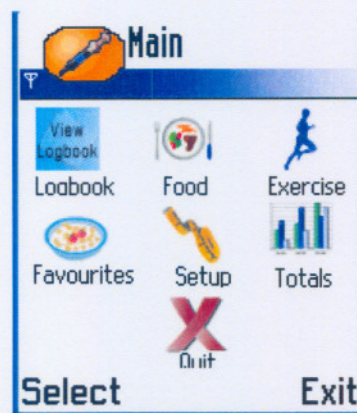 Main
View
Logbook
Logbook Food Exercise
Favourites Setup Totals
Quit
Select Exit